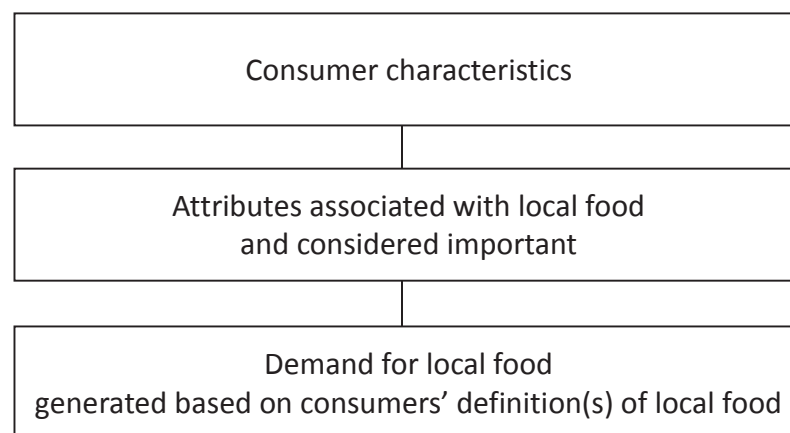 Consumer characteristics
Attributes associated with local food
and considered important
Demand for local food
generated based on consumers’ definition(s) of local food